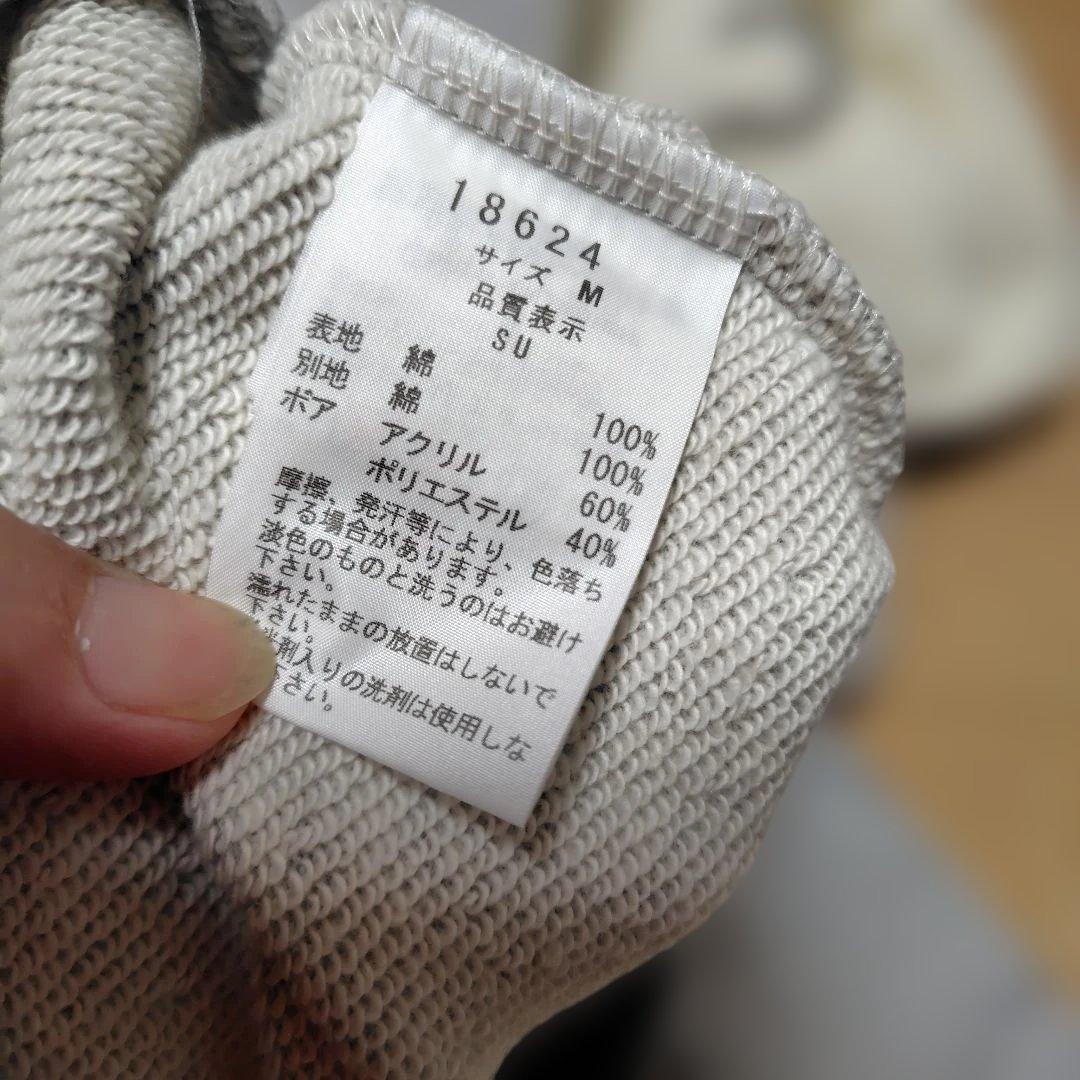 18624
サイズ M
品質表示
SU
表地 綿 100%
別地 綿 100%
ボア アクリル 60%
ポリエステル 40%
摩擦、発汗等により、色落ち
する場合があります。
淡色のものと洗うのはお避け
下さい。
濡れたままの放置はしないで
下さい。
剤入りの洗剤は使用しな
下さい。